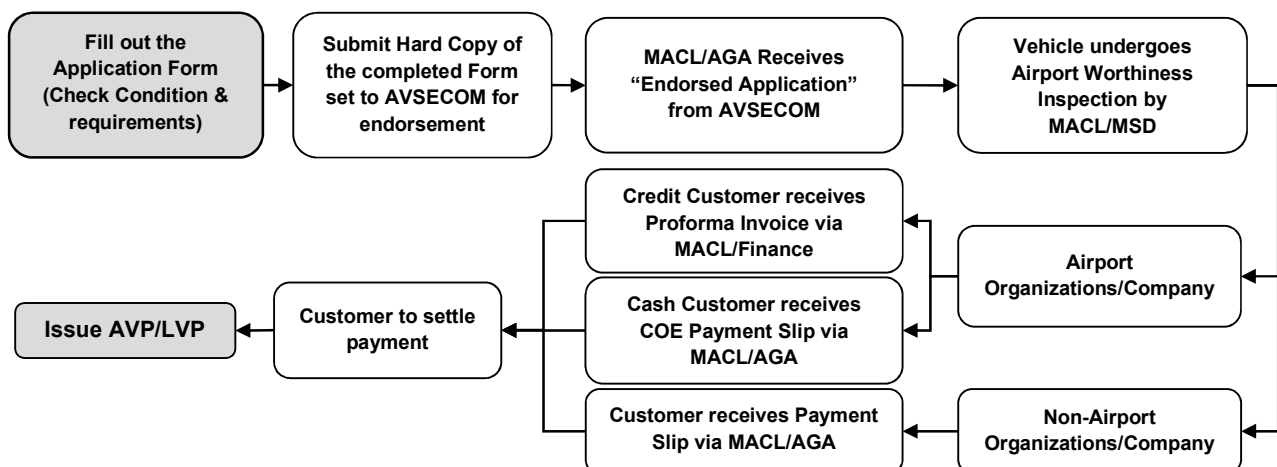 Fill out the
Application Form
(Check Condition &
requirements)
Submit Hard Copy of
the completed Form
set to AVSECOM for
endorsement
MACL/AGA Receives
“Endorsed Application”
from AVSECOM
Vehicle undergoes
Airport Worthiness
Inspection by
MACL/MSD
Credit Customer receives
Proforma Invoice via
MACL/Finance
Airport
Organizations/Company
Cash Customer receives
COE Payment Slip via
MACL/AGA
Customer to settle
payment
Issue AVP/LVP
Customer receives Payment
Slip via MACL/AGA
Non-Airport
Organizations/Company